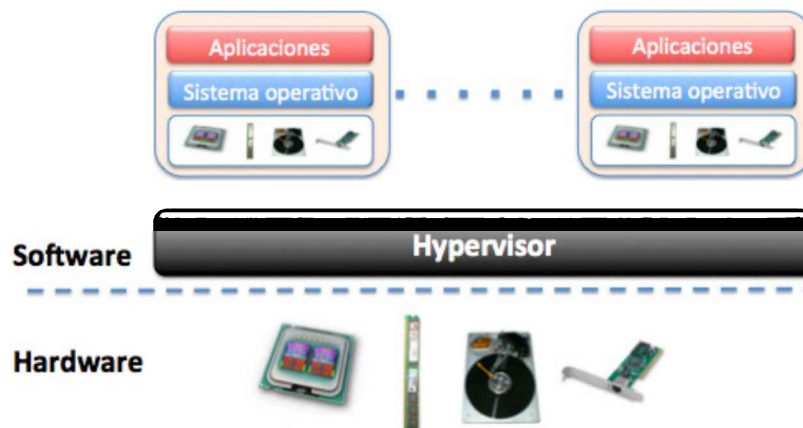 Aplicaciones
Sistema operativo
Aplicaciones
Sistema operativo
Software
Hypervisor
Hardware